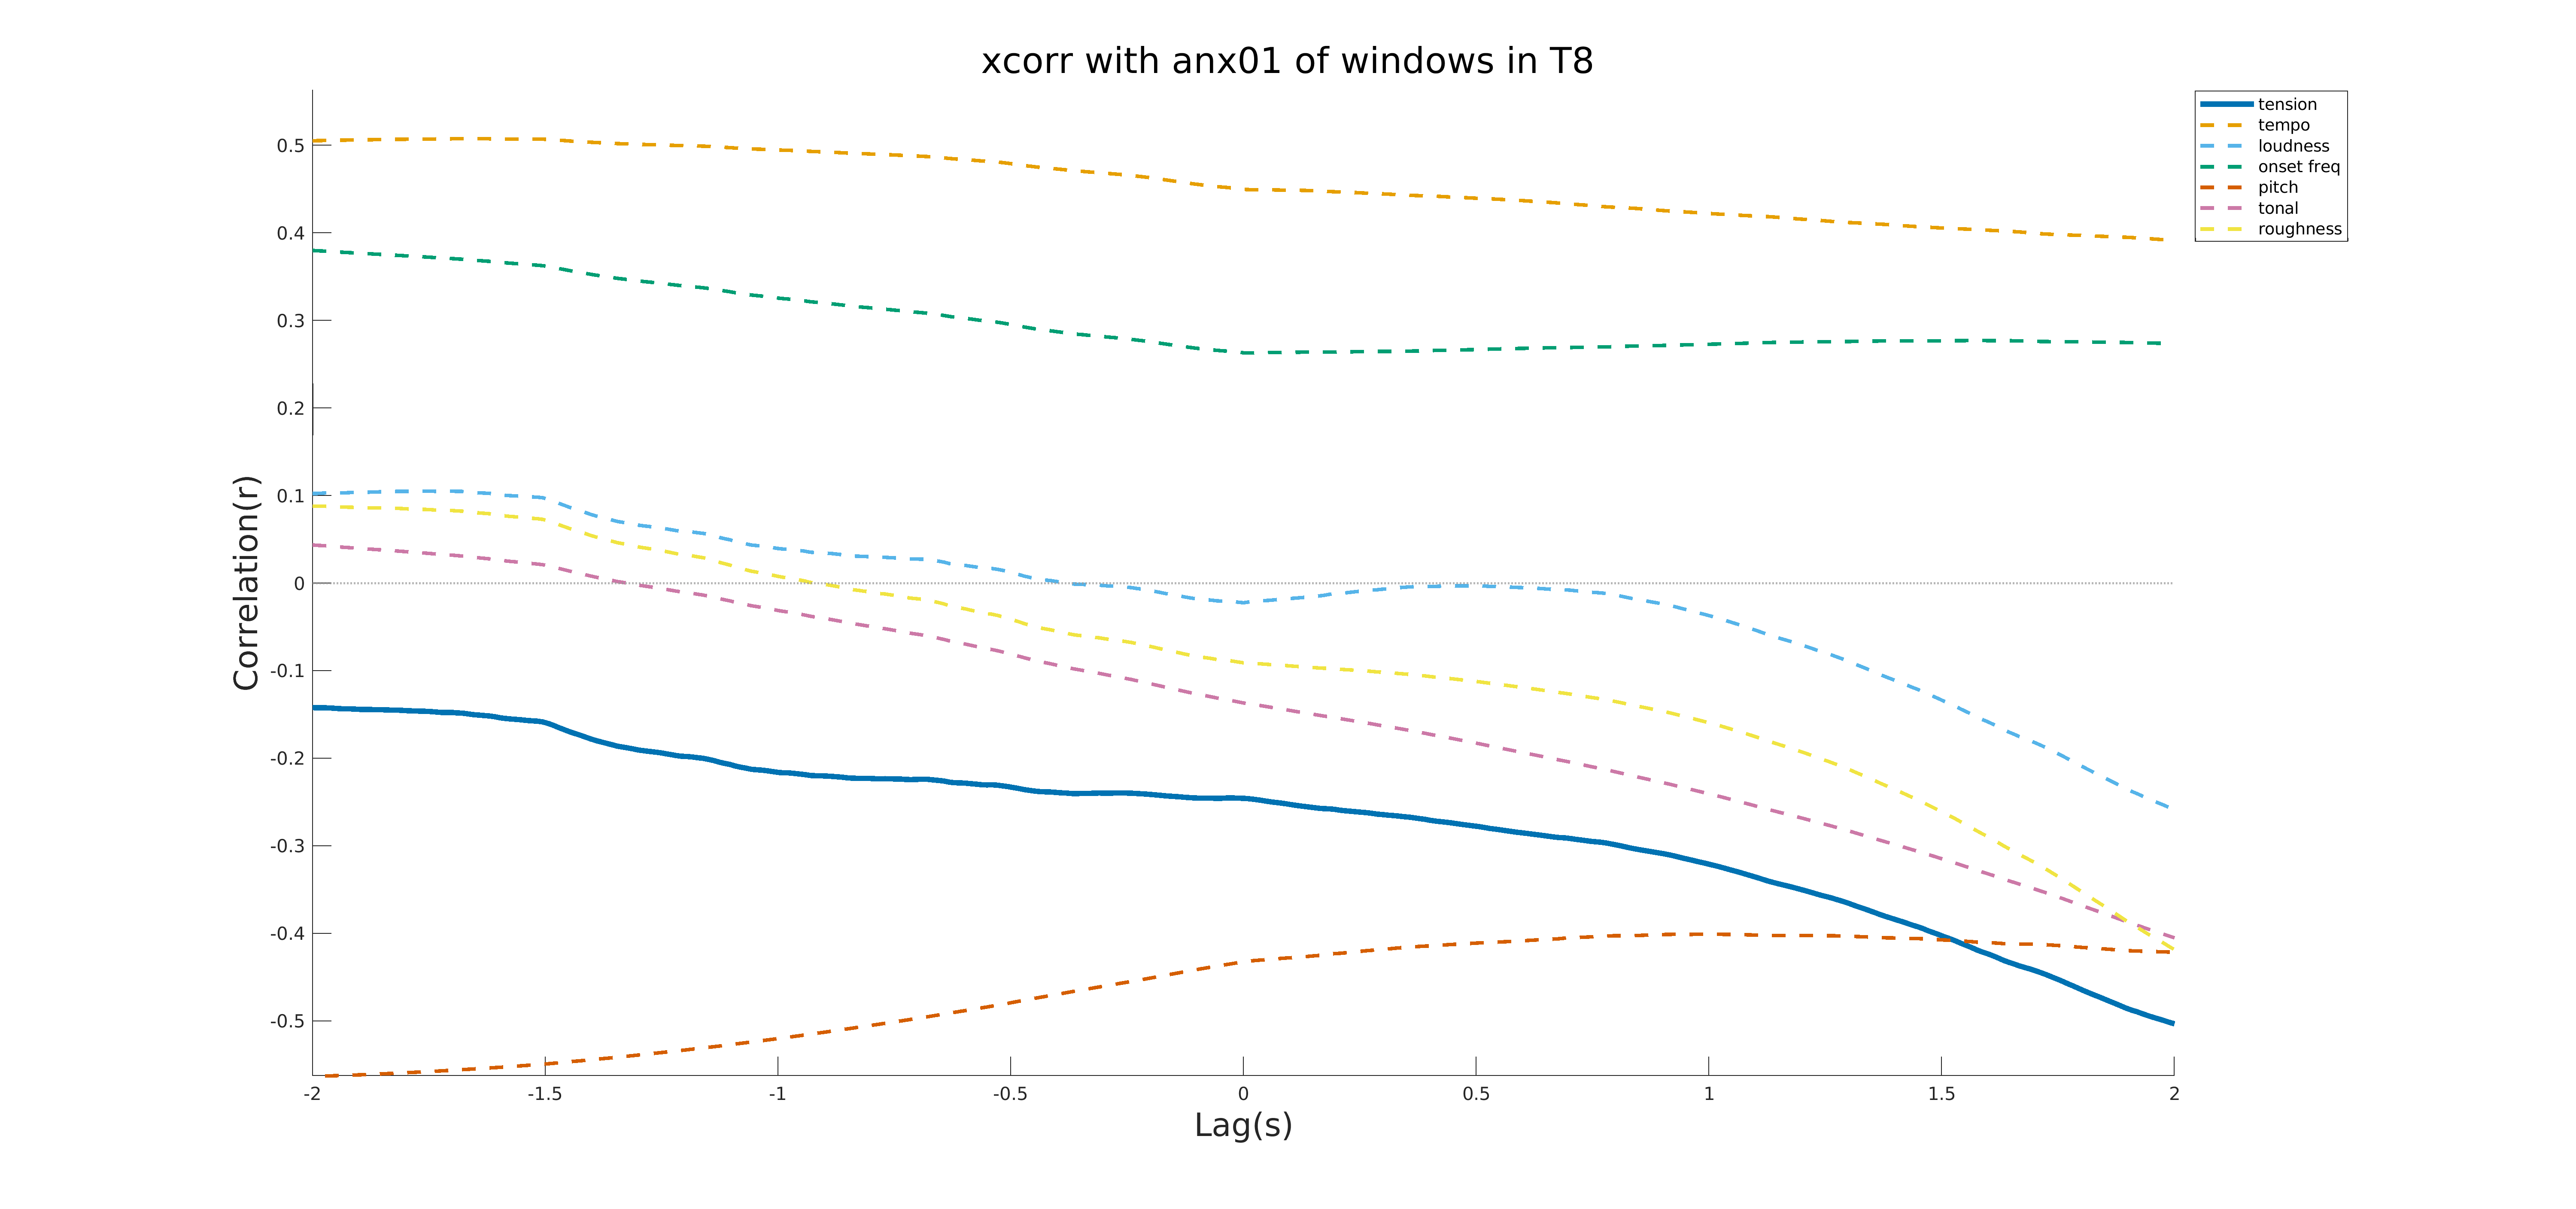 xcorr with anx01 of windows in T8
tension
tempo
loudness
onset freq
pitch
tonal
roughness
0.5
0.4
0.3
0.2
0.1
0
-0.1
-0.2
-0.3
-0.4
-0.5
Correlation(r)
-2 -1.5 -1 -0.5 0 0.5 1 1.5 2
Lag(s)